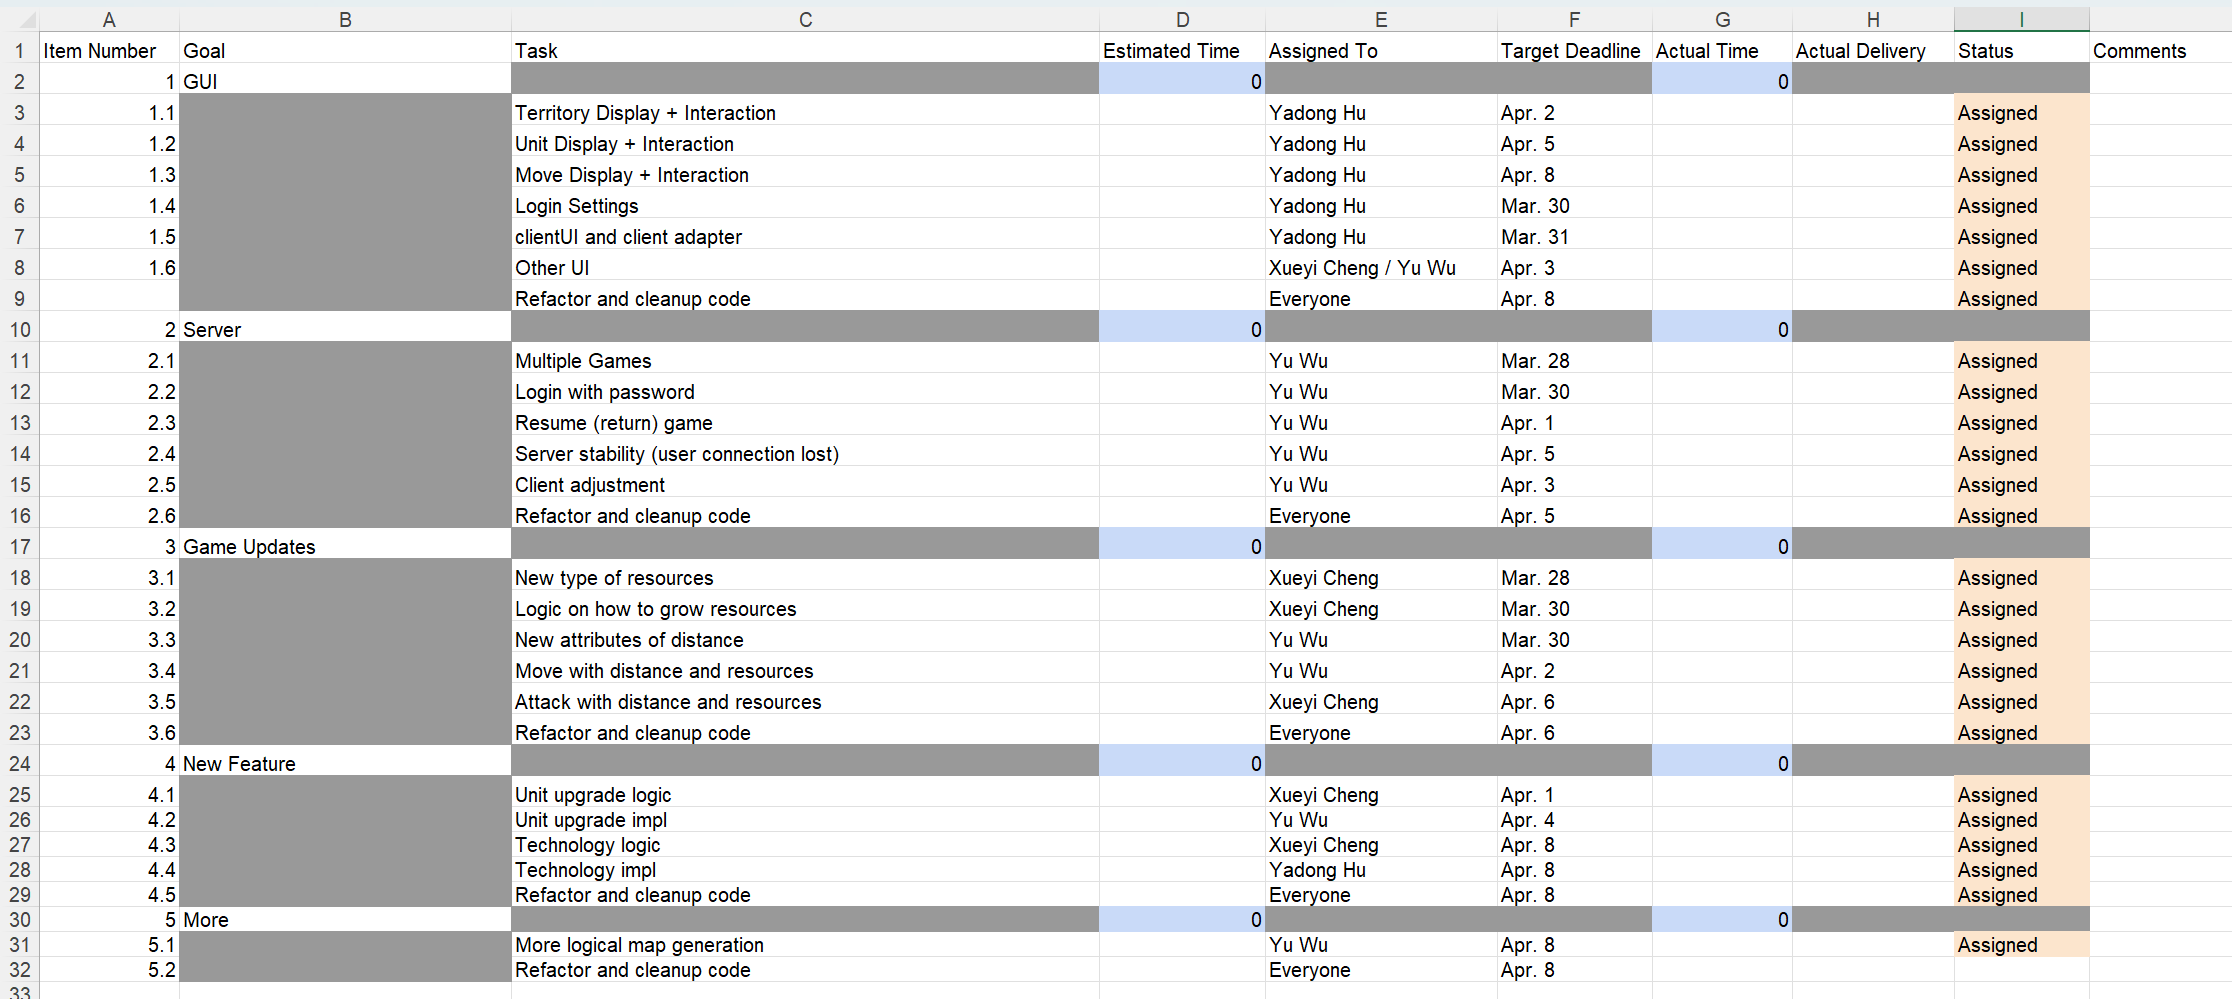 A B C D E F G H I
1 Item Number Goal Task Estimated Time Assigned To Target Deadline Actual Time Actual Delivery Status Comments
2 1 GUI 0 0
3 1.1 Territory Display + Interaction Yadong Hu Apr. 2 Assigned
4 1.2 Unit Display + Interaction Yadong Hu Apr. 5 Assigned
5 1.3 Move Display + Interaction Yadong Hu Apr. 8 Assigned
6 1.4 Login Settings Yadong Hu Mar. 30 Assigned
7 1.5 clientUI and client adapter Yadong Hu Mar. 31 Assigned
8 1.6 Other UI Xueyi Cheng / Yu Wu Apr. 3 Assigned
9 Refactor and cleanup code Everyone Apr. 8 Assigned
10 2 Server 0 0
11 2.1 Multiple Games Yu Wu Mar. 28 Assigned
12 2.2 Login with password Yu Wu Mar. 30 Assigned
13 2.3 Resume (return) game Yu Wu Apr. 1 Assigned
14 2.4 Server stability (user connection lost) Yu Wu Apr. 5 Assigned
15 2.5 Client adjustment Yu Wu Apr. 3 Assigned
16 2.6 Refactor and cleanup code Everyone Apr. 5 Assigned
17 3 Game Updates 0 0
18 3.1 New type of resources Xueyi Cheng Mar. 28 Assigned
19 3.2 Logic on how to grow resources Xueyi Cheng Mar. 30 Assigned
20 3.3 New attributes of distance Yu Wu Mar. 30 Assigned
21 3.4 Move with distance and resources Yu Wu Apr. 2 Assigned
22 3.5 Attack with distance and resources Xueyi Cheng Apr. 6 Assigned
23 3.6 Refactor and cleanup code Everyone Apr. 6 Assigned
24 4 New Feature 0 0
25 4.1 Unit upgrade logic Xueyi Cheng Apr. 1 Assigned
26 4.2 Unit upgrade impl Yu Wu Apr. 4 Assigned
27 4.3 Technology logic Xueyi Cheng Apr. 8 Assigned
28 4.4 Technology impl Yadong Hu Apr. 8 Assigned
29 4.5 Refactor and cleanup code Everyone Apr. 8 Assigned
30 5 More 0 0
31 5.1 More logical map generation Yu Wu Apr. 8 Assigned
32 5.2 Refactor and cleanup code Everyone Apr. 8
33